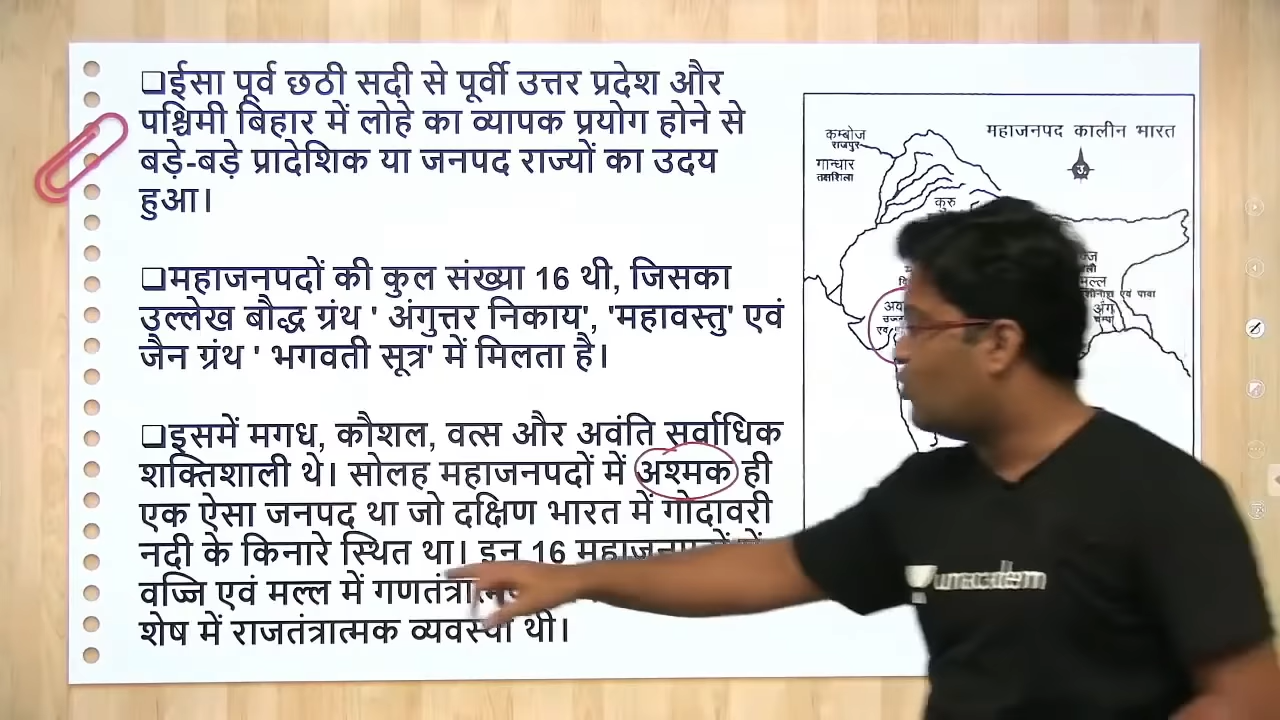 ❑ईसा पूर्व छठी सदी से पूर्वी उत्तर प्रदेश और
पश्चिमी बिहार में लोहे का व्यापक प्रयोग होने से
बड़े-बड़े प्रादेशिक या जनपद राज्यों का उदय
हुआ।
❑महाजनपदों की कुल संख्या 16 थी, जिसका
उल्लेख बौद्ध ग्रंथ ' अंगुत्तर निकाय', 'महावस्तु' एवं
जैन ग्रंथ ' भगवती सूत्र' में मिलता है।
❑इसमें मगध, कौशल, वत्स और अवंति सर्वाधिक
शक्तिशाली थे। सोलह महाजनपदों में अश्मक ही
एक ऐसा जनपद था जो दक्षिण भारत में गोदावरी
नदी के किनारे स्थित था। इन 16
वज्जि एवं मल्ल में
शेष में राजतंत्रात्मक व्यवस्था थी।
महाजनपद कालीन भारत
कम्बोज
राजपुर
गान्धार
तक्षशिला
उ
कुरु
मल्ल
एवं पावा
अंग
चम्पा
unacadem